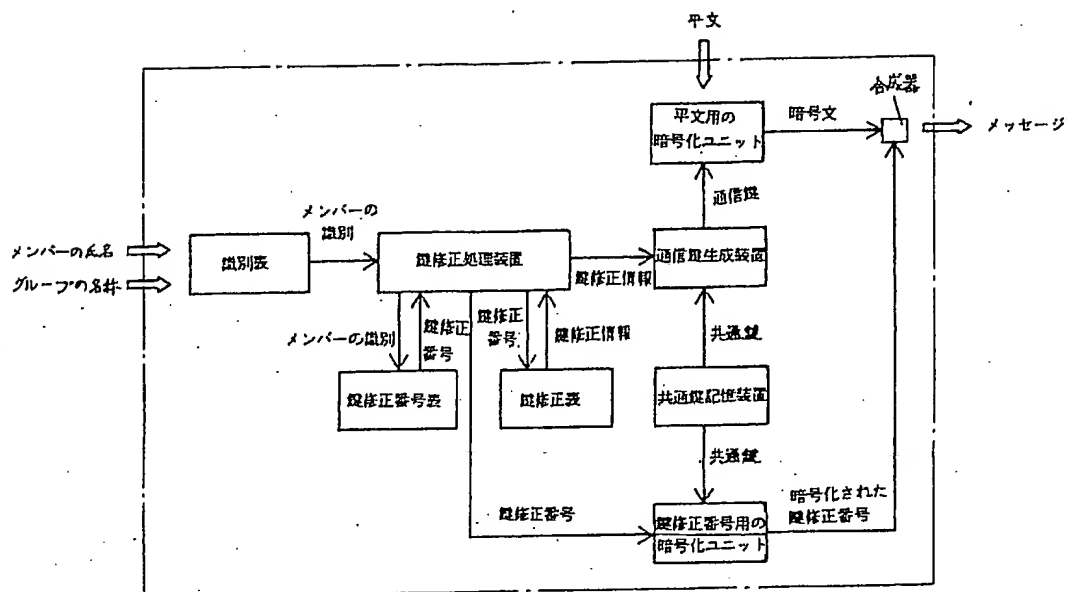 平文
合成器
平文用の
暗号化ユニット
暗号文
メッセージ
通信鍵
メンバーの
識別
メンバーの氏名
グループの名称
識別表
鍵修正処理装置
鍵修正情報
通信鍵生成装置
メンバーの識別
鍵修正
番号
鍵修正
番号
鍵修正情報
共通鍵
鍵修正番号表
鍵修正表
共通鍵記憶装置
共通鍵
鍵修正番号
鍵修正番号用の
暗号化ユニット
暗号化された
鍵修正番号